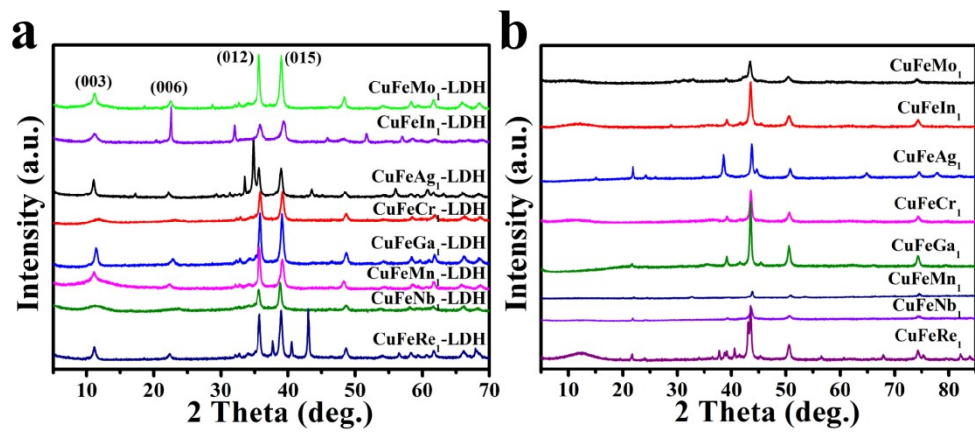 a
Intensity (a.u.)
(003)
(006)
(012)
(015)
CuFeMo₁-LDH
CuFeIn₁-LDH
CuFeAg₁-LDH
CuFeCr₁-LDH
CuFeGa₁-LDH
CuFeMn₁-LDH
CuFeNb₁-LDH
CuFeRe₁-LDH
10 20 30 40 50 60 70
2 Theta (deg.)
b
Intensity (a.u.)
CuFeMo₁
CuFeIn₁
CuFeAg₁
CuFeCr₁
CuFeGa₁
CuFeMn₁
CuFeNb₁
CuFeRe₁
10 20 30 40 50 60 70 80
2 Theta (deg.)